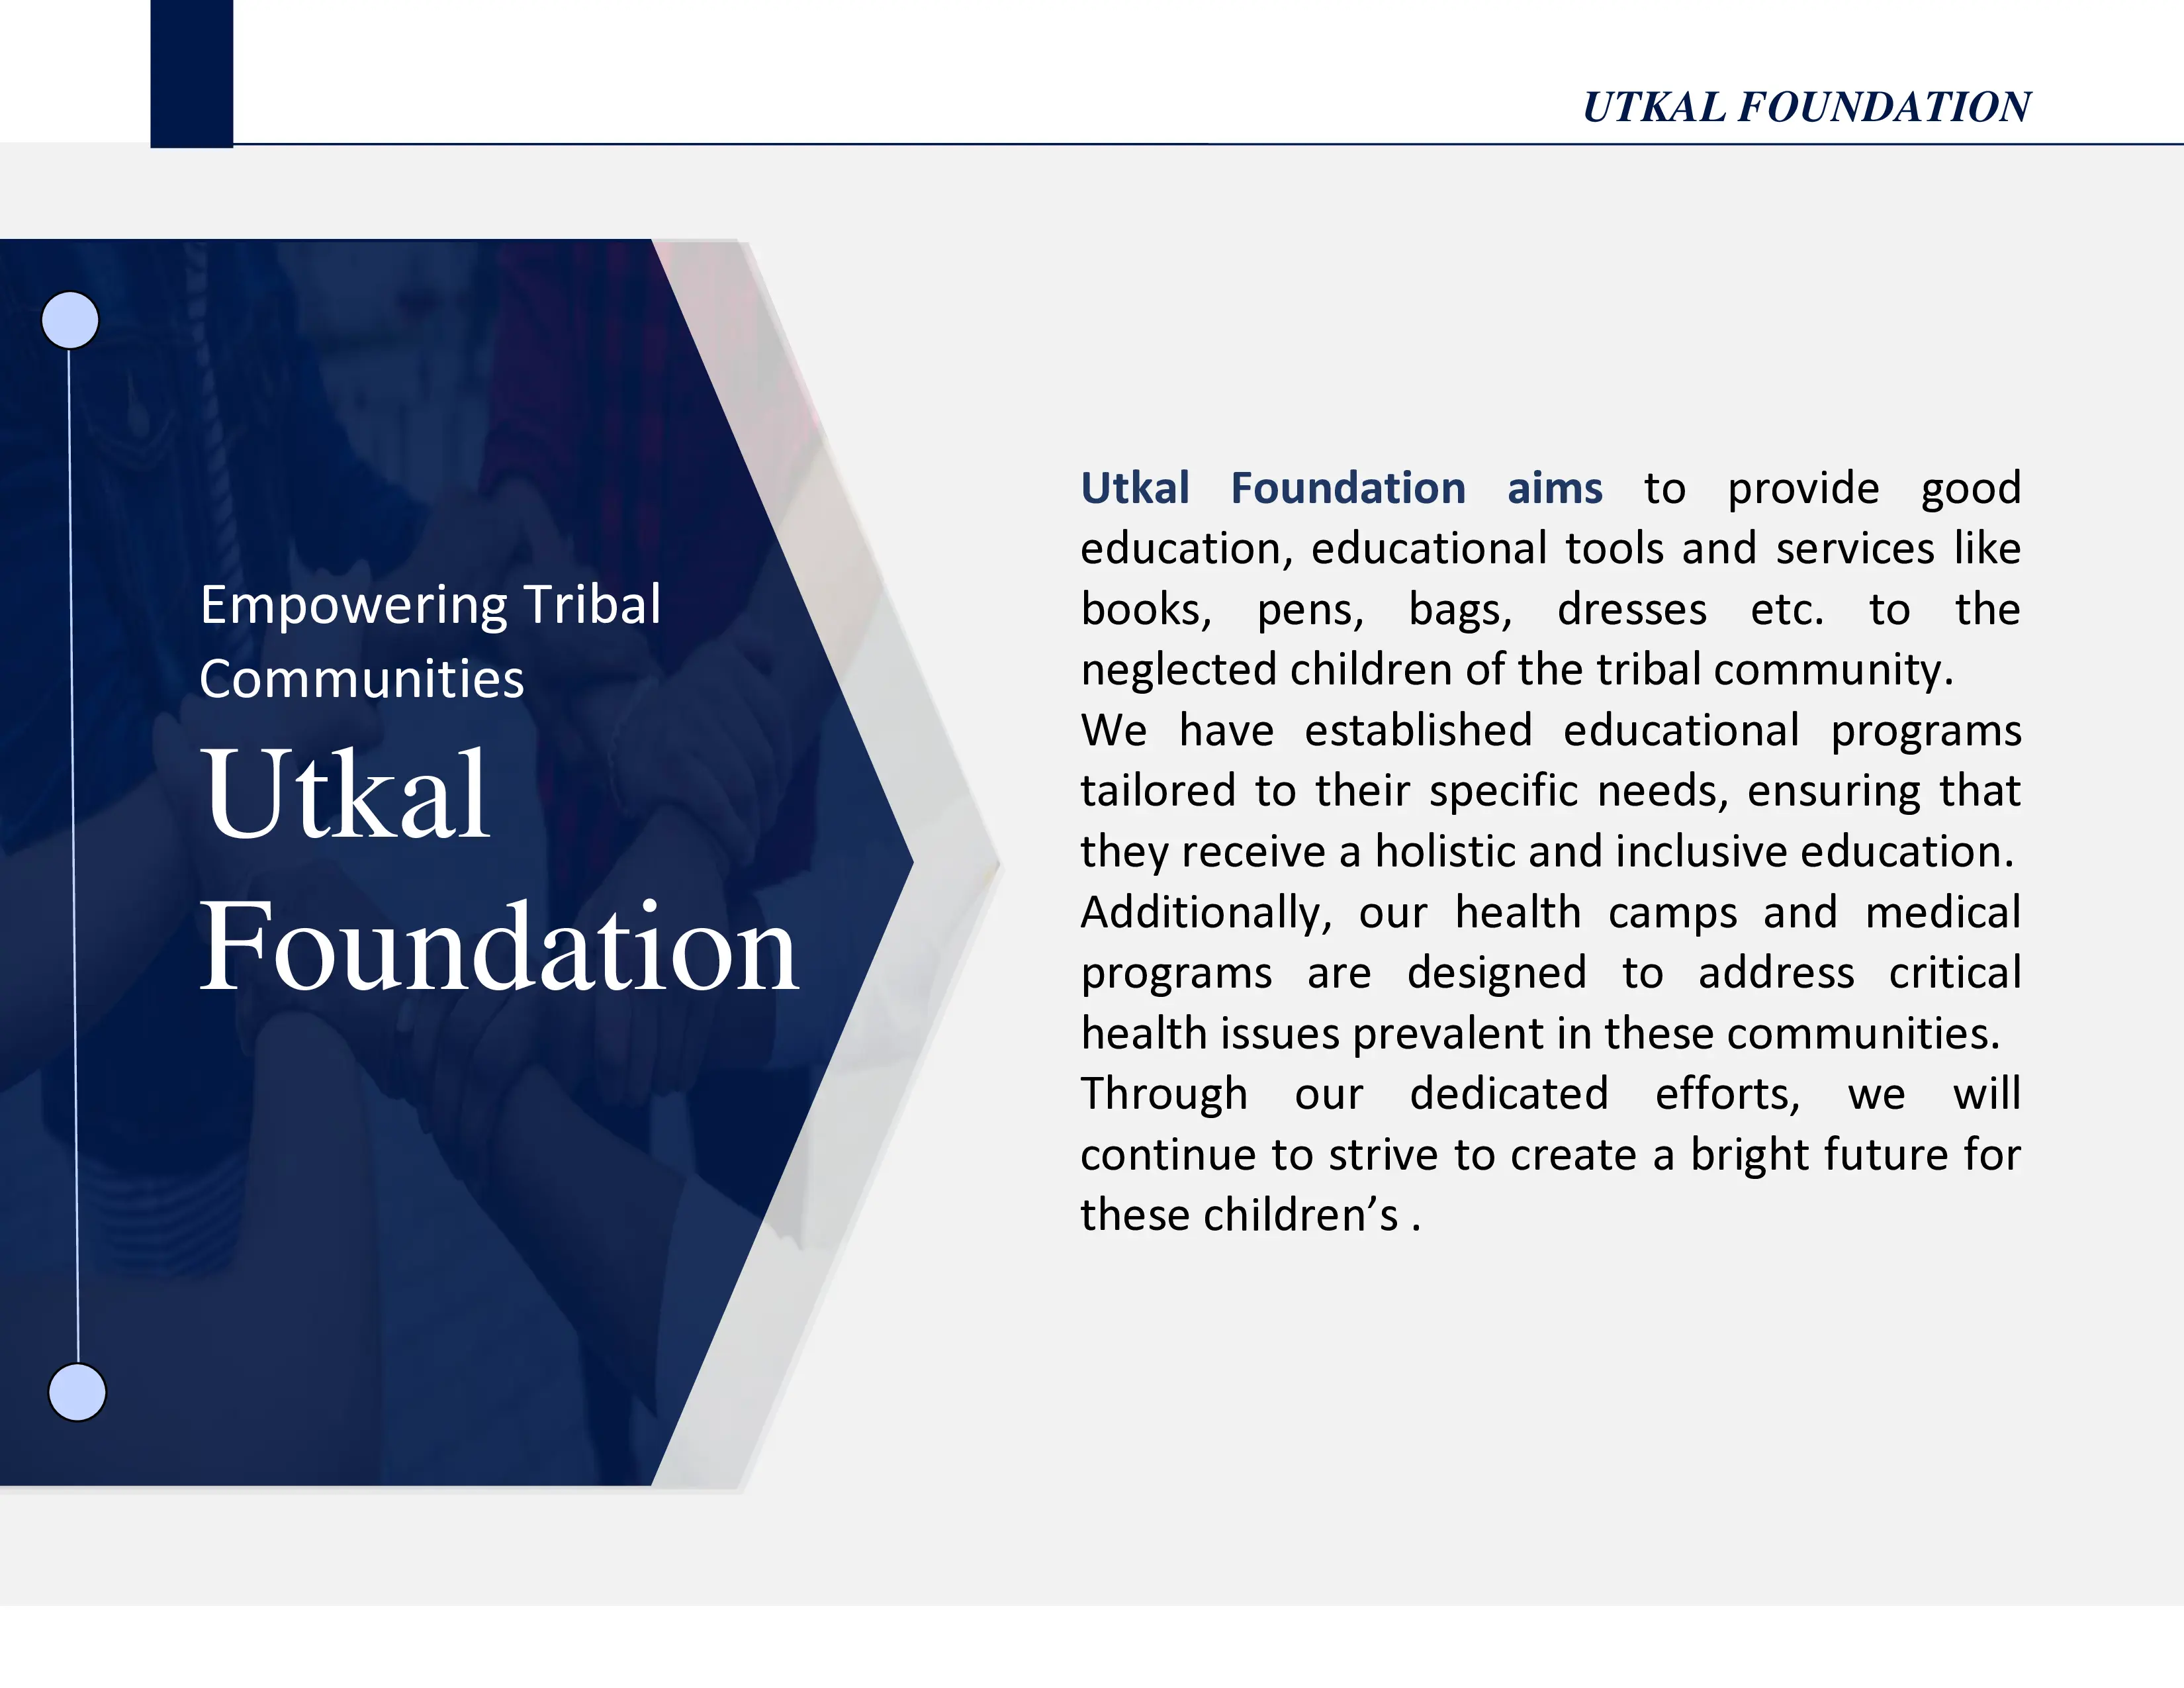 UTKAL FOUNDATION
Empowering Tribal
Communities
Utkal
Foundation
Utkal Foundation aims to provide good
education, educational tools and services like
books, pens, bags, dresses etc. to the
neglected children of the tribal community.
We have established educational programs
tailored to their specific needs, ensuring that
they receive a holistic and inclusive education.
Additionally, our health camps and medical
programs are designed to address critical
health issues prevalent in these communities.
Through our dedicated efforts, we will
continue to strive to create a bright future for
these children’s .